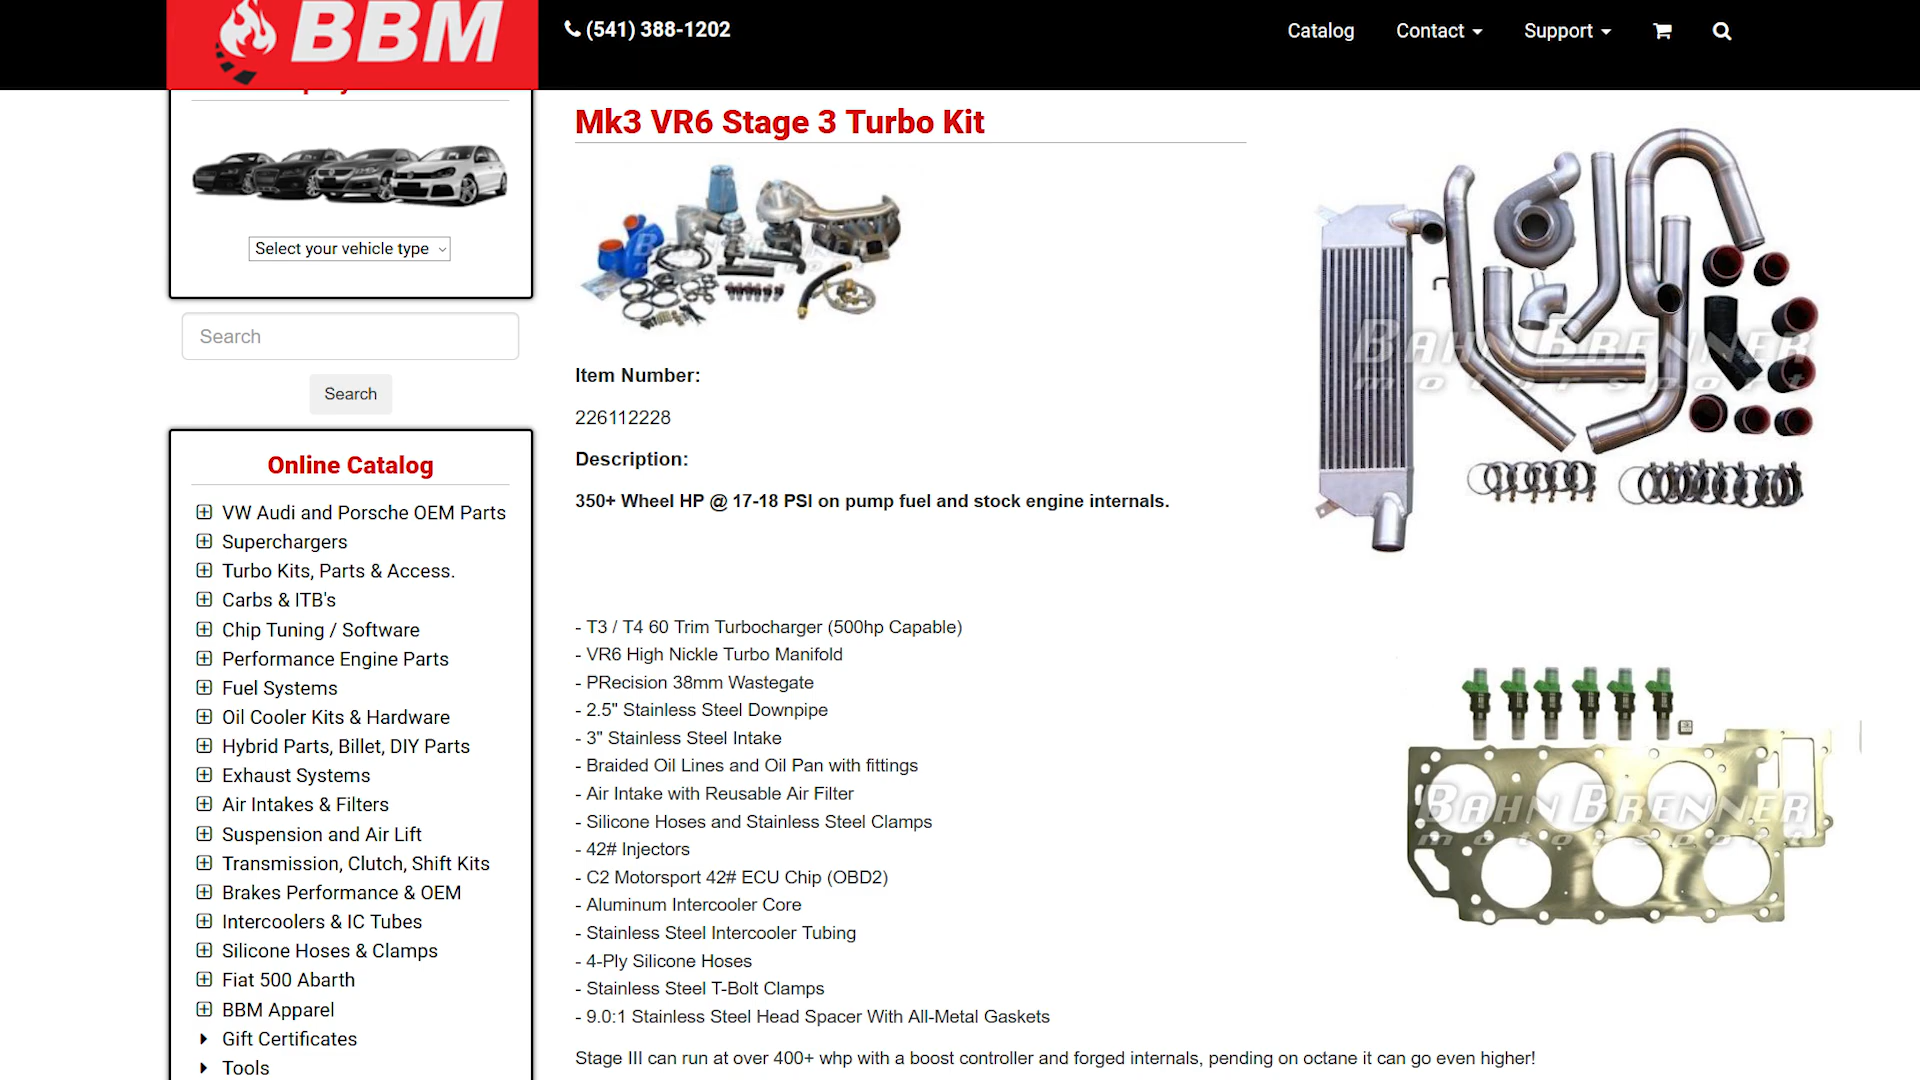 BBM
(541) 388-1202
Catalog
Contact
Support
Select your vehicle type
Search
Search
Online Catalog
VW Audi and Porsche OEM Parts
Superchargers
Turbo Kits, Parts & Access.
Carbs & ITB's
Chip Tuning / Software
Performance Engine Parts
Fuel Systems
Oil Cooler Kits & Hardware
Hybrid Parts, Billet, DIY Parts
Exhaust Systems
Air Intakes & Filters
Suspension and Air Lift
Transmission, Clutch, Shift Kits
Brakes Performance & OEM
Intercoolers & IC Tubes
Silicone Hoses & Clamps
Fiat 500 Abarth
BBM Apparel
Gift Certificates
Tools
Mk3 VR6 Stage 3 Turbo Kit
Item Number:
226112228
Description:
350+ Wheel HP @ 17-18 PSI on pump fuel and stock engine internals.
- T3 / T4 60 Trim Turbocharger (500hp Capable)
- VR6 High Nickle Turbo Manifold
- PRecision 38mm Wastegate
- 2.5" Stainless Steel Downpipe
- 3" Stainless Steel Intake
- Braided Oil Lines and Oil Pan with fittings
- Air Intake with Reusable Air Filter
- Silicone Hoses and Stainless Steel Clamps
- 42# Injectors
- C2 Motorsport 42# ECU Chip (OBD2)
- Aluminum Intercooler Core
- Stainless Steel Intercooler Tubing
- 4-Ply Silicone Hoses
- Stainless Steel T-Bolt Clamps
- 9.0:1 Stainless Steel Head Spacer With All-Metal Gaskets
Stage III can run at over 400+ whp with a boost controller and forged internals, pending on octane it can go even higher!
BAHN BRENNER
motorsport
BAHN BRENNER
motorsport